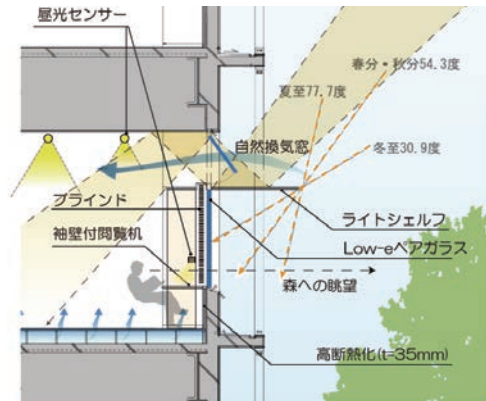 昼光センサー
春分・秋分54.3度
夏至77.7度
冬至30.9度
自然換気窓
ブラインド
ライトシェルフ
袖壁付閲覧机
Low-eペアガラス
森への眺望
高断熱化(t=35mm)